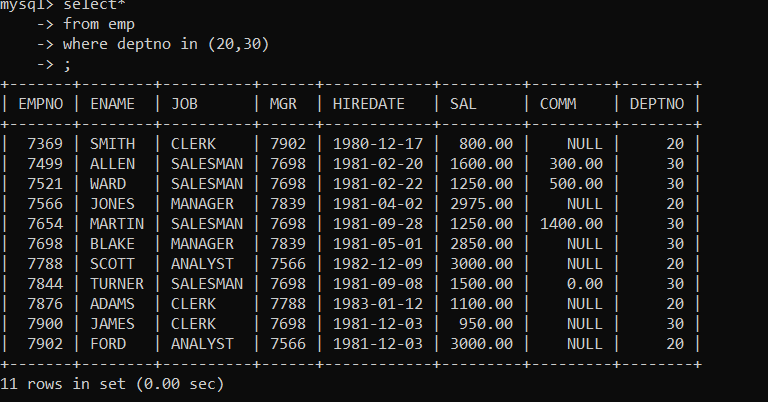 mysql> select*
    -> from emp
    -> where deptno in (20,30)
    -> ;
+-------+--------+----------+------+------------+---------+---------+--------+
| EMPNO | ENAME  | JOB      | MGR  | HIREDATE   | SAL     | COMM    | DEPTNO |
+-------+--------+----------+------+------------+---------+---------+--------+
|  7369 | SMITH  | CLERK    | 7902 | 1980-12-17 |  800.00 |    NULL |     20 |
|  7499 | ALLEN  | SALESMAN | 7698 | 1981-02-20 | 1600.00 |  300.00 |     30 |
|  7521 | WARD   | SALESMAN | 7698 | 1981-02-22 | 1250.00 |  500.00 |     30 |
|  7566 | JONES  | MANAGER  | 7839 | 1981-04-02 | 2975.00 |    NULL |     20 |
|  7654 | MARTIN | SALESMAN | 7698 | 1981-09-28 | 1250.00 | 1400.00 |     30 |
|  7698 | BLAKE  | MANAGER  | 7839 | 1981-05-01 | 2850.00 |    NULL |     30 |
|  7788 | SCOTT  | ANALYST  | 7566 | 1982-12-09 | 3000.00 |    NULL |     20 |
|  7844 | TURNER | SALESMAN | 7698 | 1981-09-08 | 1500.00 |    0.00 |     30 |
|  7876 | ADAMS  | CLERK    | 7788 | 1983-01-12 | 1100.00 |    NULL |     20 |
|  7900 | JAMES  | CLERK    | 7698 | 1981-12-03 |  950.00 |    NULL |     30 |
|  7902 | FORD   | ANALYST  | 7566 | 1981-12-03 | 3000.00 |    NULL |     20 |
+-------+--------+----------+------+------------+---------+---------+--------+
11 rows in set (0.00 sec)